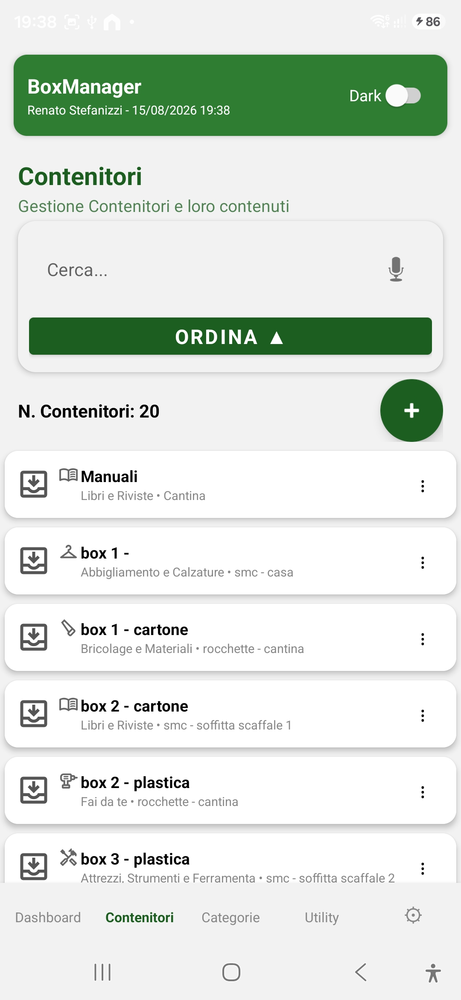 19:38
6
86
BoxManager
Dark
Renato Stefanizzi - 15/08/2026 19:38
Contenitori
Gestione Contenitori e loro contenuti
Cerca...
ORDINA ▲
N. Contenitori: 20
+
Manuali
Libri e Riviste • Cantina
box 1 -
Abbigliamento e Calzature • smc - casa
box 1 - cartone
Bricolage e Materiali • rocchette - cantina
box 2 - cartone
Libri e Riviste • smc - soffitta scaffale 1
box 2 - plastica
Fai da te • rocchette - cantina
box 3 - plastica
Attrezzi, Strumenti e Ferramenta • smc - soffitta scaffale 2
Dashboard Contenitori Categorie Utility